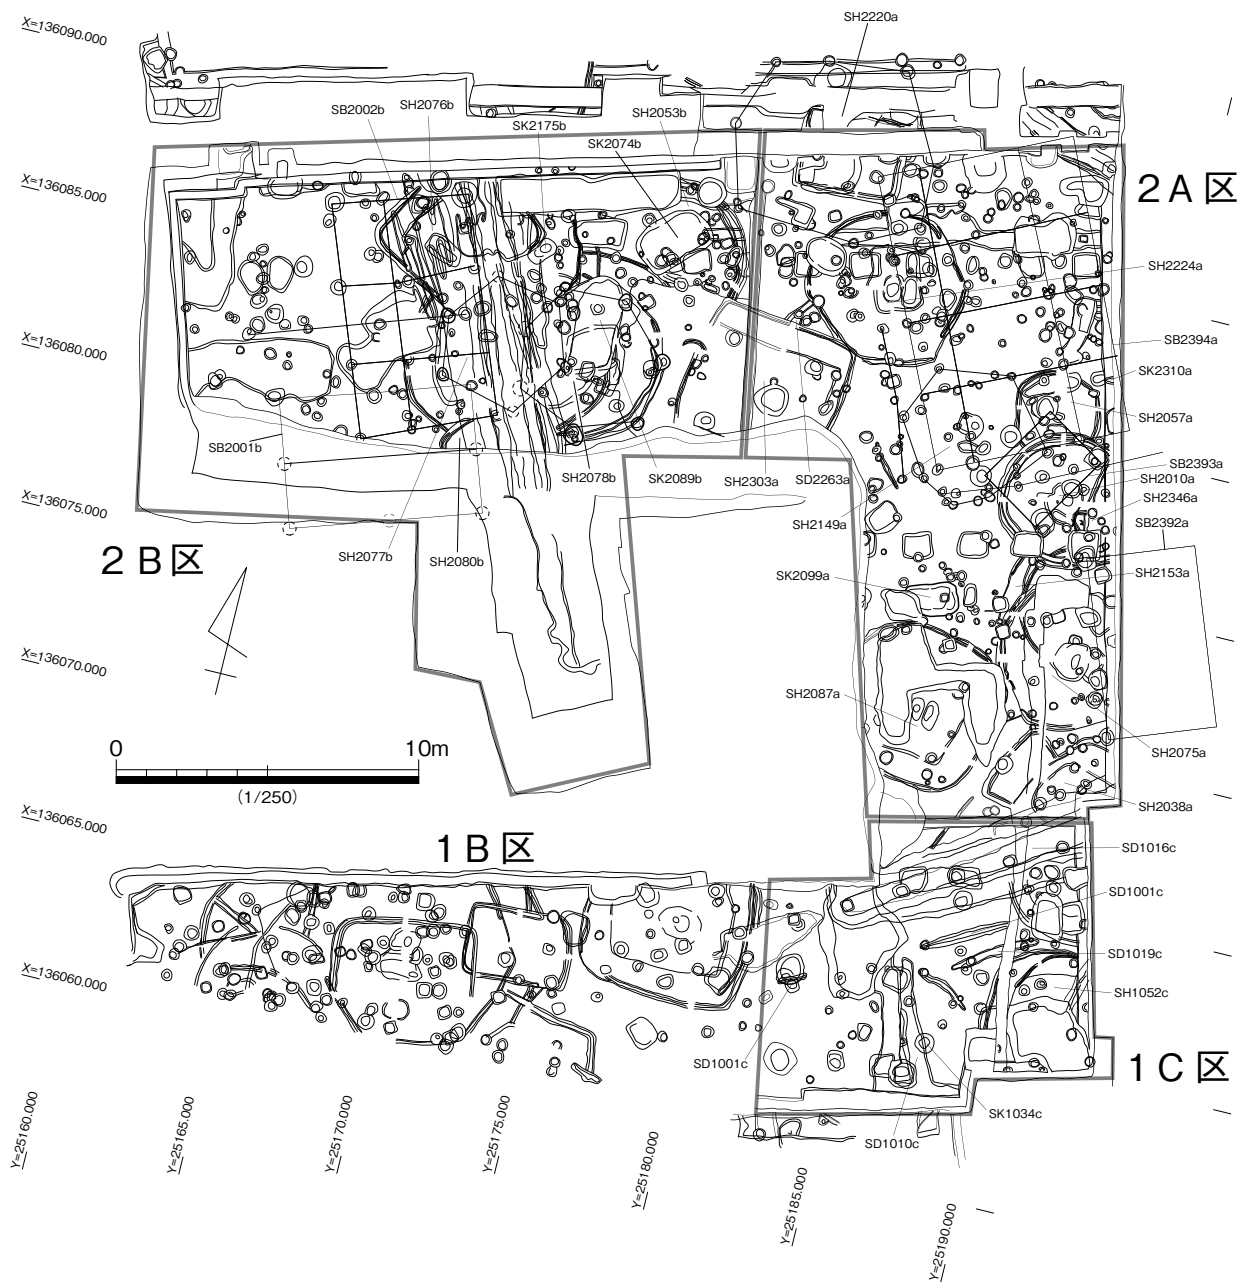 X=136090.000
SH2220a
SB2002b
SH2076b
SK2175b
SH2053b
SK2074b
X=136085.000
2A区
SH2224a
X=136080.000
SB2394a
SK2310a
SH2057a
SB2001b
SH2078b
SK2089b
SH2303a
SD2263a
SB2393a
SH2010a
SH2346a
X=136075.000
SH2149a
SB2392a
2B区
SH2077b
SH2080b
SK2099a
SH2153a
X=136070.000
SH2087a
0
10m
(1/250)
SH2075a
SH2038a
X=136065.000
1B区
SD1016c
SD1001c
SD1019c
X=136060.000
SH1052c
SD1001c
1C区
SK1034c
SD1010c
Y=25160.000
Y=25165.000
Y=25170.000
Y=25175.000
Y=25180.000
Y=25185.000
Y=25190.000